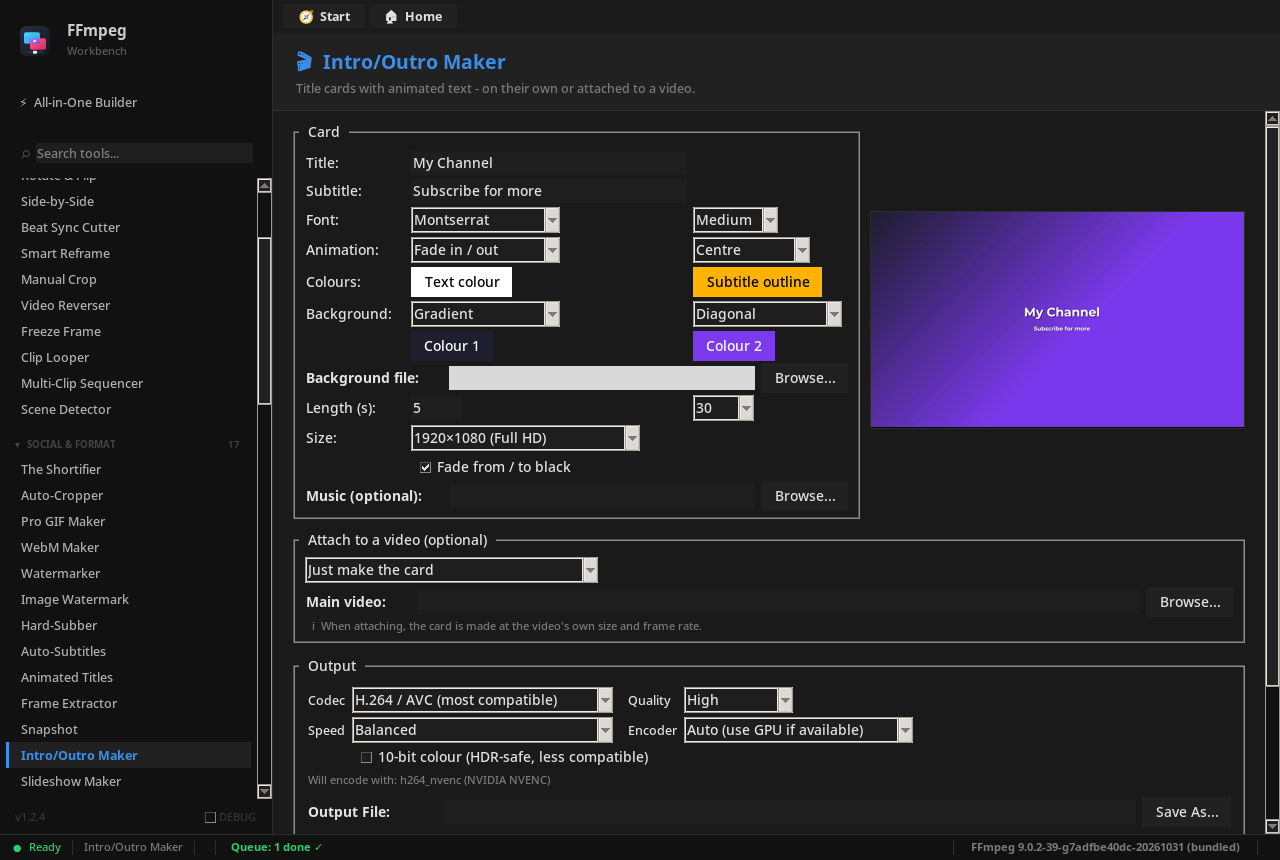 FFmpeg
Workbench
⚡ All-in-One Builder
Search tools...
Rotate & Flip
Side-by-Side
Beat Sync Cutter
Smart Reframe
Manual Crop
Video Reverser
Freeze Frame
Clip Looper
Multi-Clip Sequencer
Scene Detector
SOCIAL & FORMAT 17
The Shortifier
Auto-Cropper
Pro GIF Maker
WebM Maker
Watermarker
Image Watermark
Hard-Subber
Auto-Subtitles
Animated Titles
Frame Extractor
Snapshot
Intro/Outro Maker
Slideshow Maker
v1.2.4 DEBUG
Start Home
Intro/Outro Maker
Title cards with animated text - on their own or attached to a video.
Card
Title: My Channel
Subtitle: Subscribe for more
Font: Montserrat Medium
Animation: Fade in / out Centre
Colours: Text colour Subtitle outline
Background: Gradient Diagonal
Colour 1 Colour 2
Background file: Browse...
Length (s): 5 30
Size: 1920×1080 (Full HD)
Fade from / to black
Music (optional): Browse...
My Channel
Subscribe for more
Attach to a video (optional)
Just make the card
Main video: Browse...
i When attaching, the card is made at the video's own size and frame rate.
Output
Codec H.264 / AVC (most compatible) Quality High
Speed Balanced Encoder Auto (use GPU if available)
10-bit colour (HDR-safe, less compatible)
Will encode with: h264_nvenc (NVIDIA NVENC)
Output File: Save As...
Ready Intro/Outro Maker Queue: 1 done ✓ FFmpeg 9.0.2-39-g7adfbe40dc-20261031 (bundled)